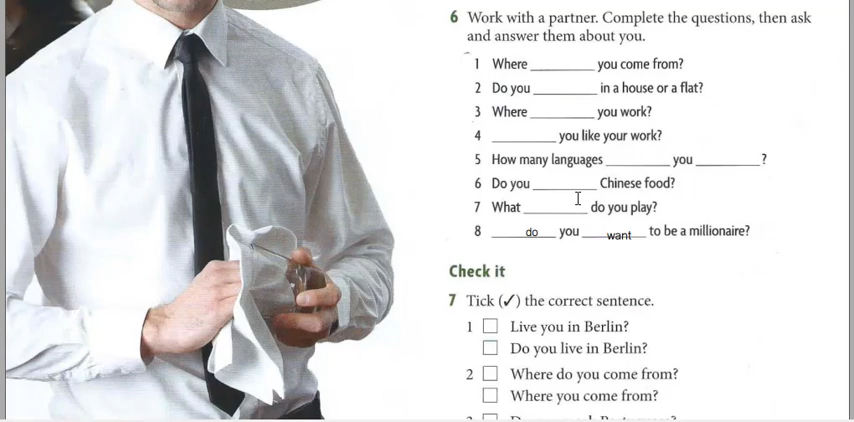 6 Work with a partner. Complete the questions, then ask
and answer them about you.
1 Where __________ you come from?
2 Do you __________ in a house or a flat?
3 Where __________ you work?
4 __________ you like your work?
5 How many languages __________ you __________?
6 Do you __________ Chinese food?
7 What __________ do you play?
8 __do__ you __want__ to be a millionaire?
Check it
7 Tick (✓) the correct sentence.
1 □ Live you in Berlin?
□ Do you live in Berlin?
2 □ Where do you come from?
□ Where you come from?